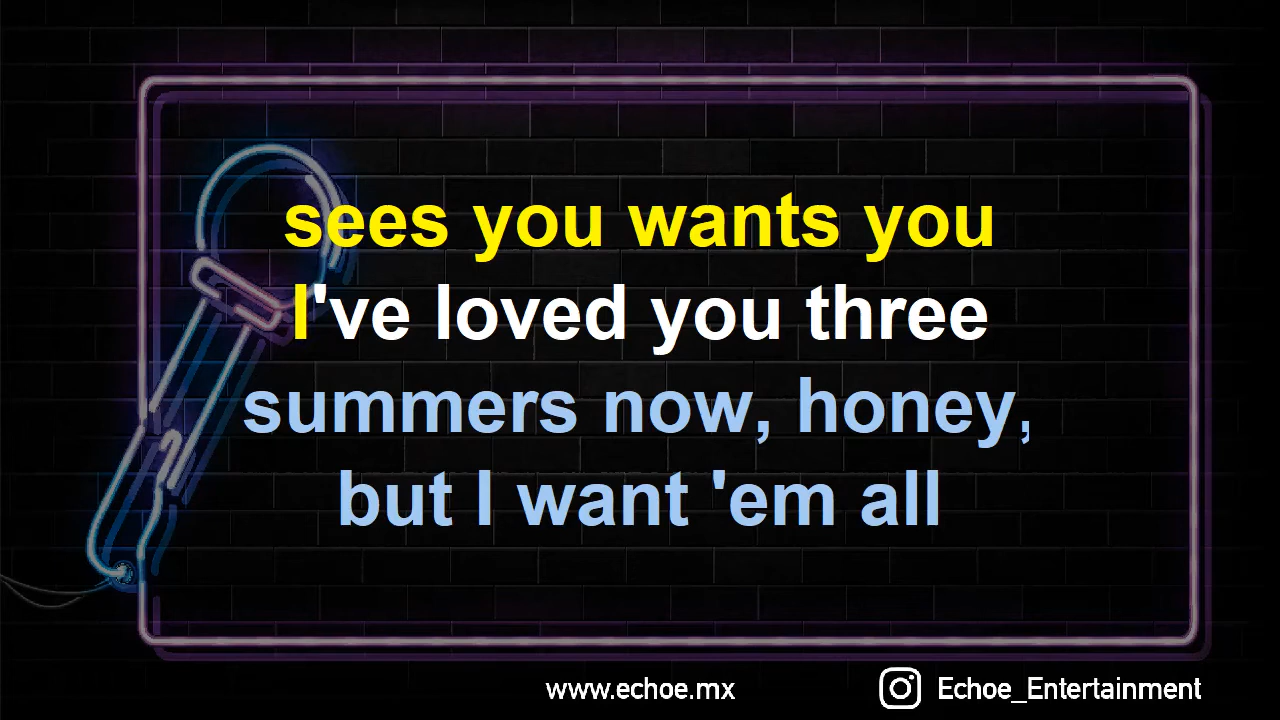 sees you wants you
I've loved you three
summers now, honey,
but I want 'em all
www.echoe.mx
Echoe_Entertainment